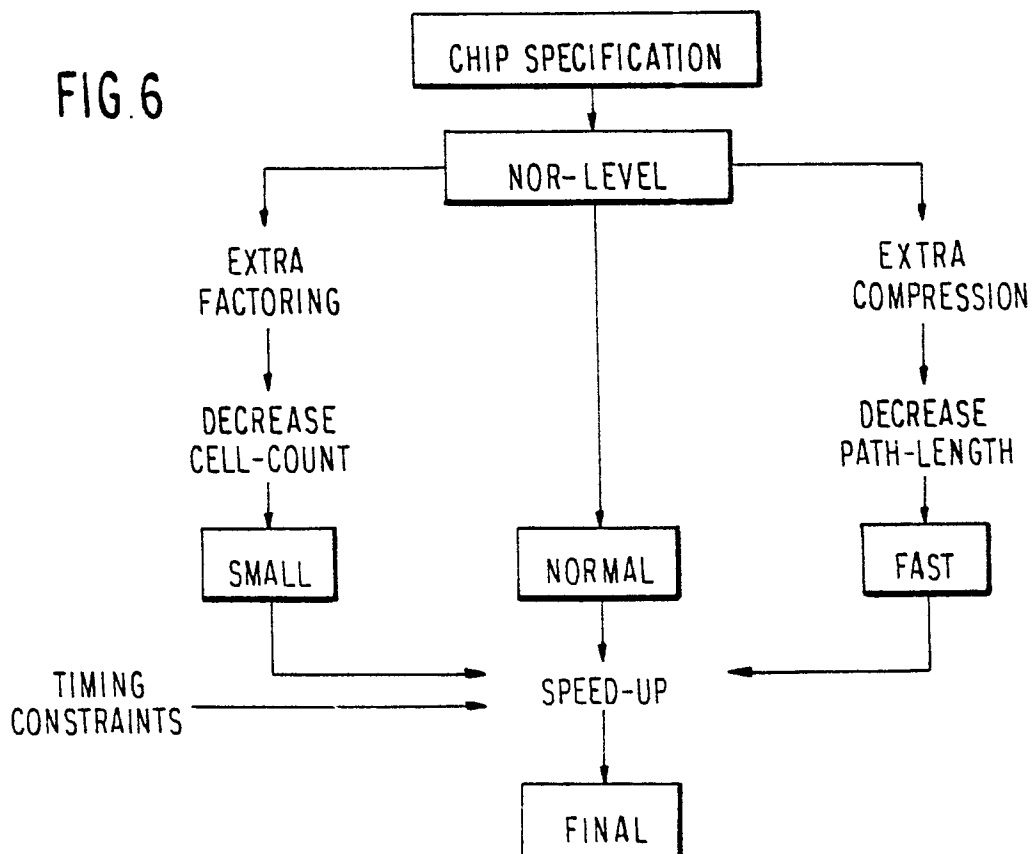 FIG.6
CHIP SPECIFICATION
NOR-LEVEL
EXTRA
FACTORING
EXTRA
COMPRESSION
DECREASE
CELL-COUNT
DECREASE
PATH-LENGTH
SMALL
NORMAL
FAST
TIMING
CONSTRAINTS
SPEED-UP
FINAL